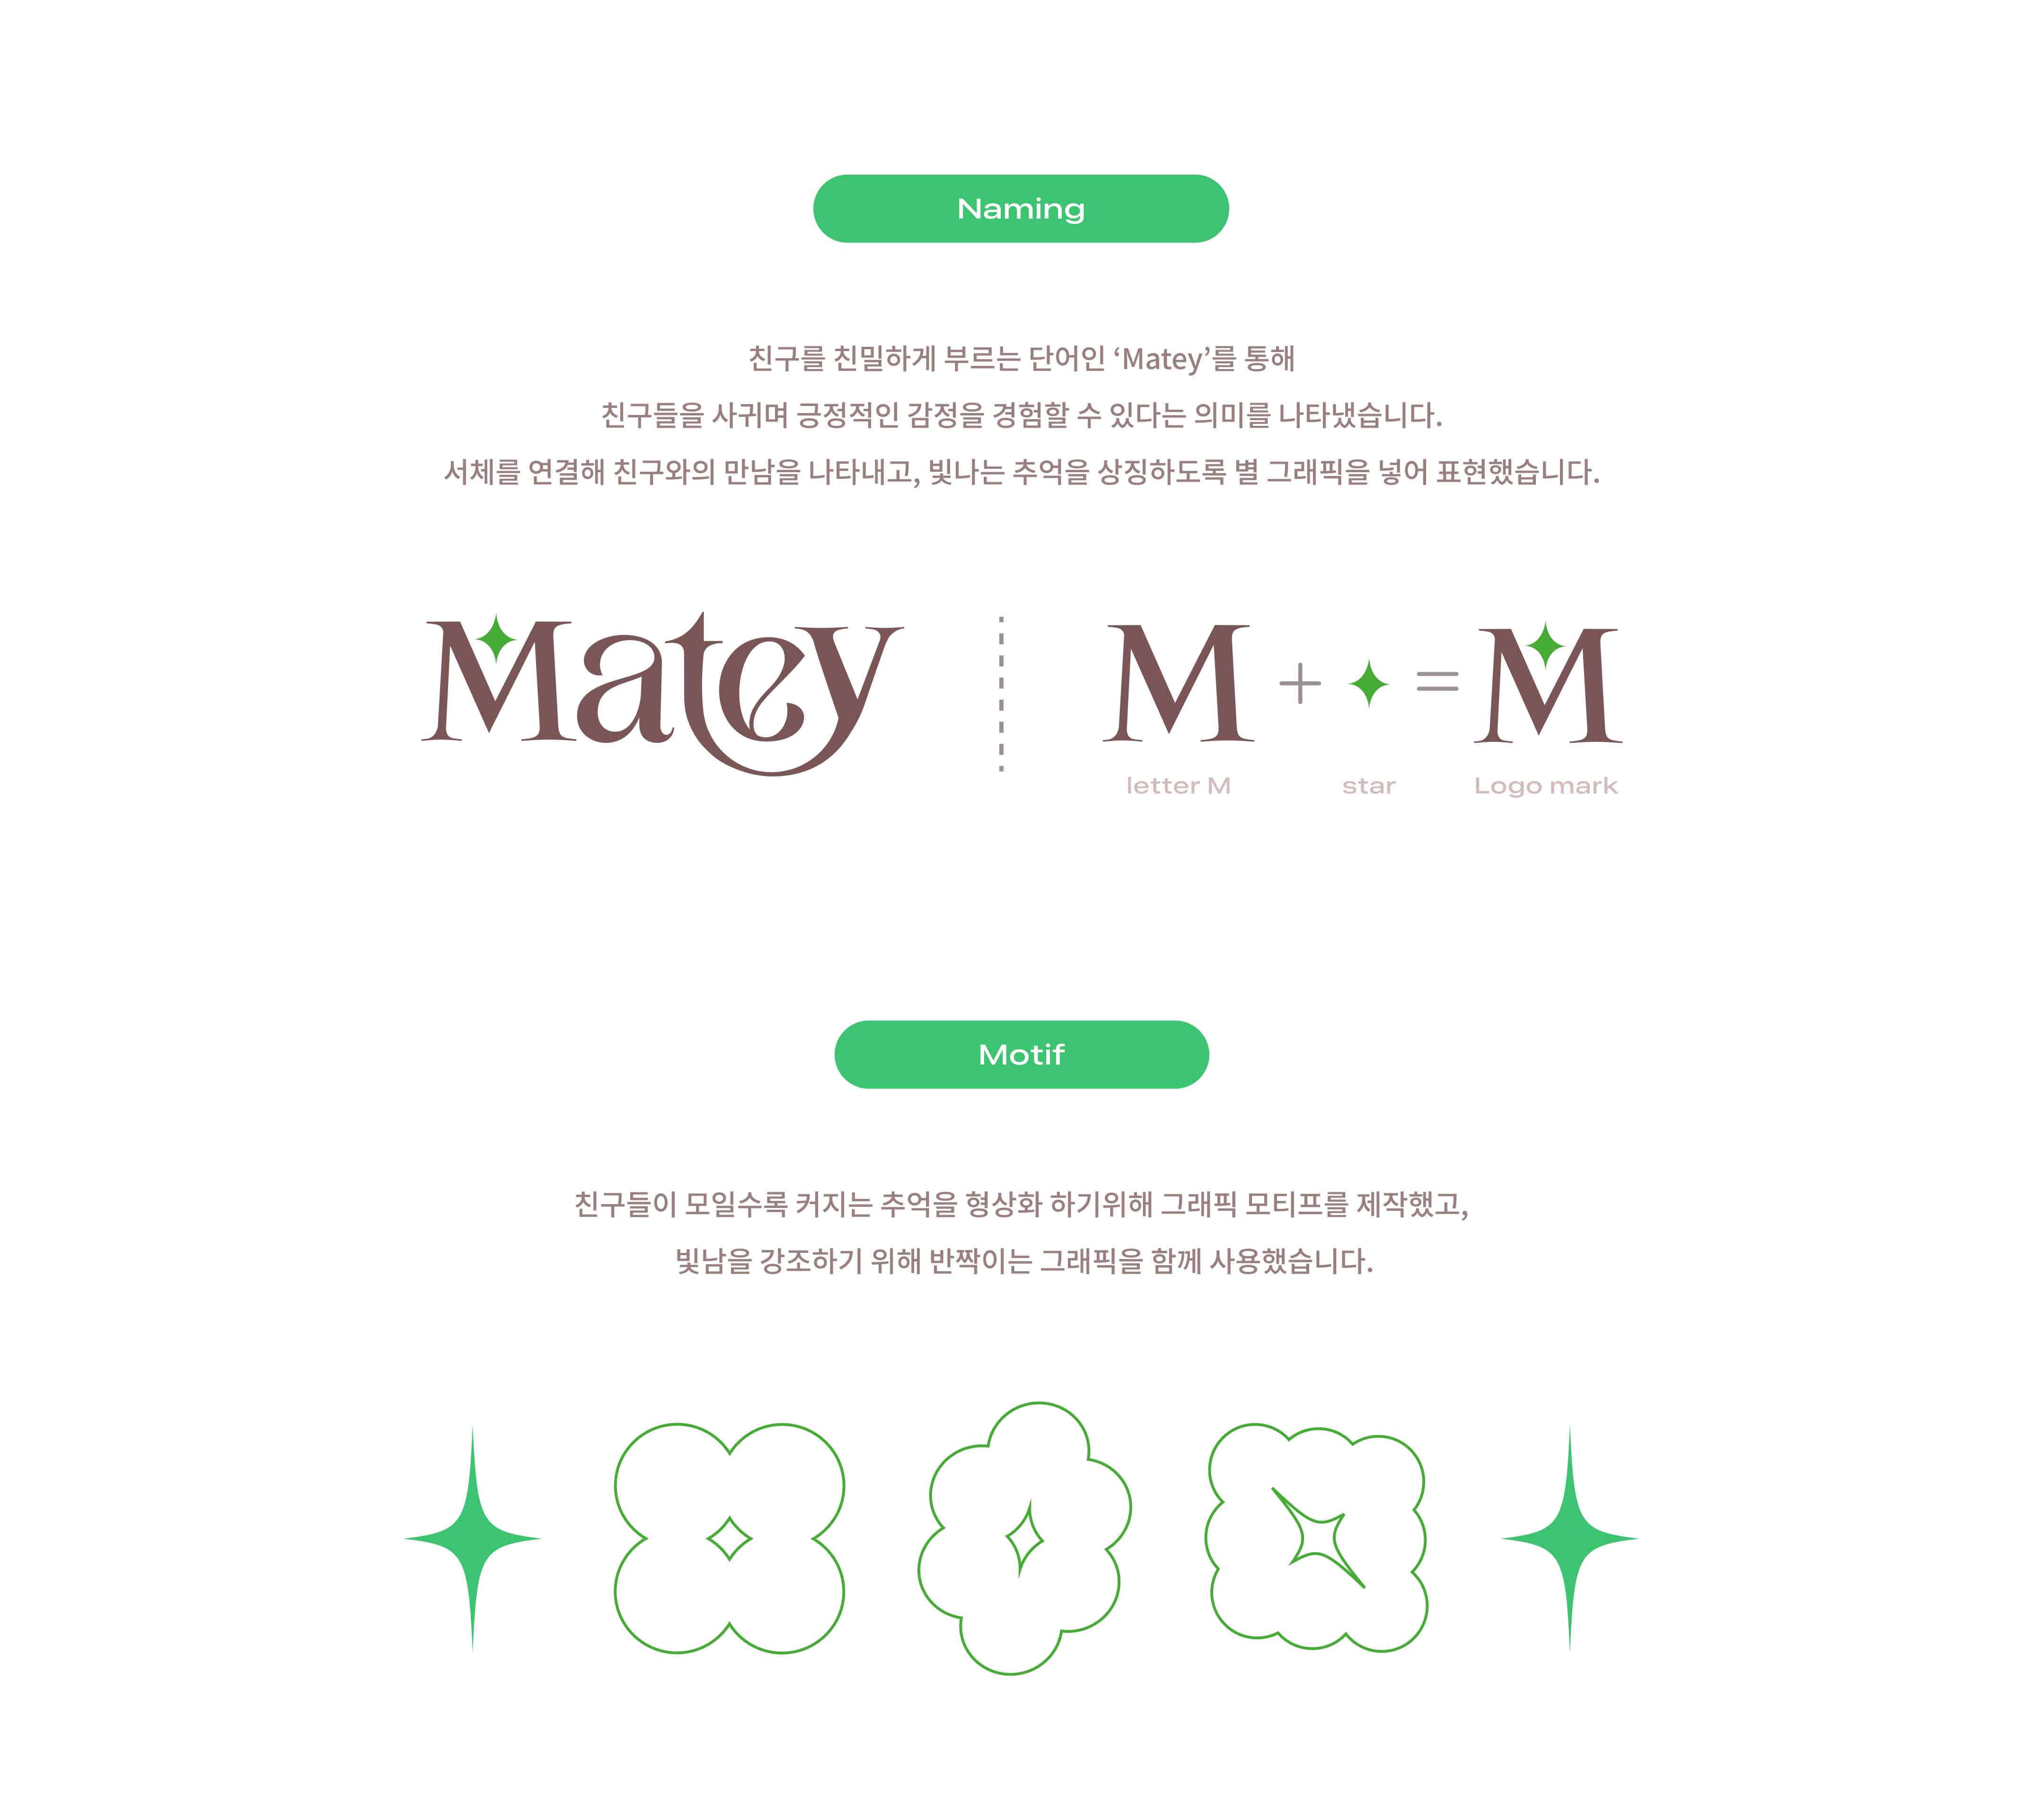 Naming
친구를 친밀하게 부르는 단어인 ‘Matey’를 통해
친구들을 사귀며 긍정적인 감정을 경험할 수 있다는 의미를 나타냈습니다.
서체를 연결해 친구와의 만남을 나타내고, 빛나는 추억을 상징하도록 별 그래픽을 넣어 표현했습니다.
Matey
M + = M
letter M star Logo mark
Motif
친구들이 모일수록 커지는 추억을 형상화 하기위해 그래픽 모티프를 제작했고,
빛남을 강조하기 위해 반짝이는 그래픽을 함께 사용했습니다.